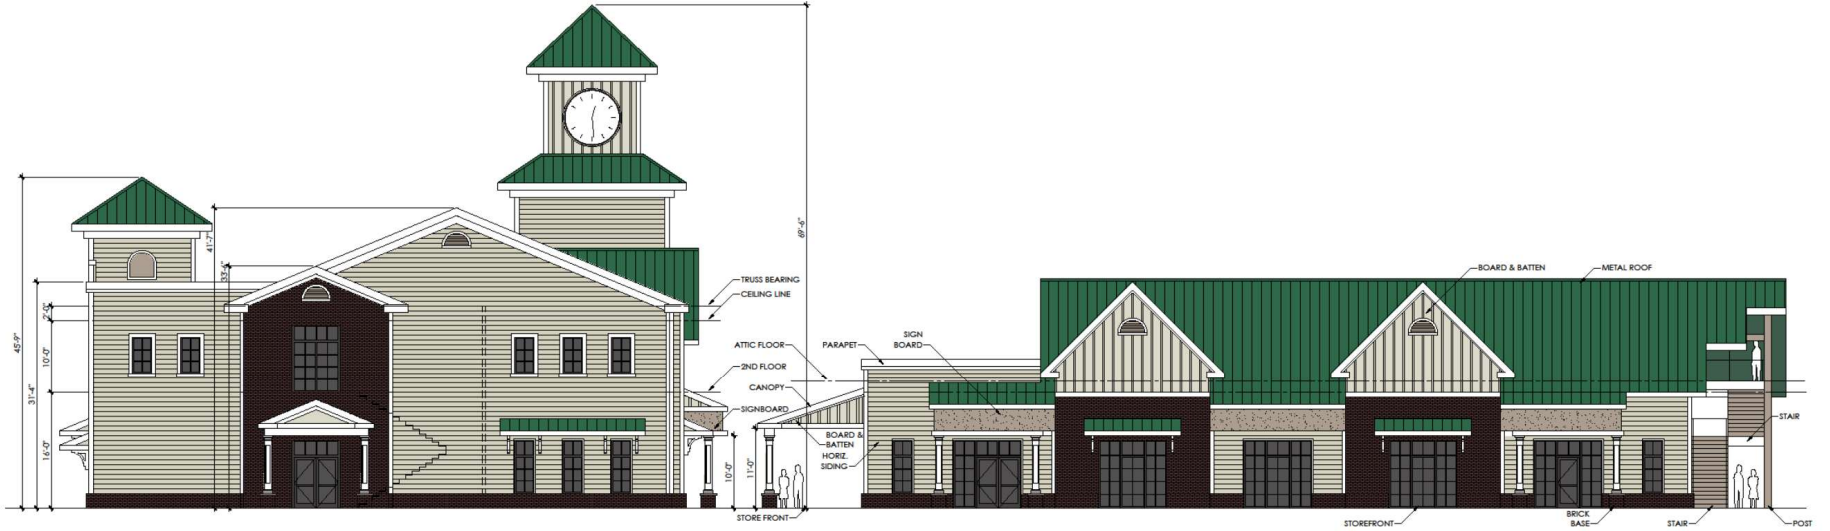 45'-9"
31'-4"
2'-0"
10'-0"
16'-0"
41'-7"
33'-6"
69'-6"
TRUSS BEARING
CEILING LINE
ATTIC FLOOR
2ND FLOOR
CANOPY
SIGNBOARD
10'-0"
11'-0"
STORE FRONT
PARAPET
SIGN
BOARD
BOARD &
BATTEN
HORIZ.
SIDING
BOARD & BATTEN
METAL ROOF
STAIR
STOREFRONT
BRICK
BASE
STAIR
POST